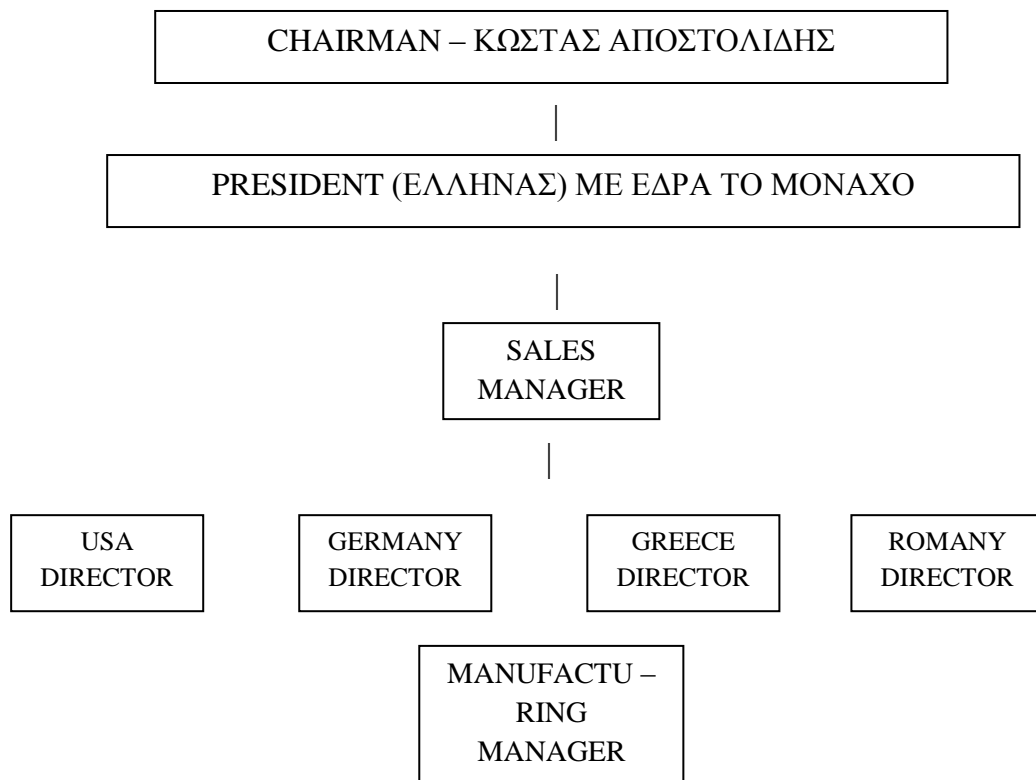 CHAIRMAN – ΚΩΣΤΑΣ ΑΠΟΣΤΟΛΙΔΗΣ
PRESIDENT (ΕΛΛΗΝΑΣ) ΜΕ ΕΔΡΑ ΤΟ ΜΟΝΑΧΟ
SALES
MANAGER
USA
DIRECTOR
GERMANY
DIRECTOR
GREECE
DIRECTOR
ROMANY
DIRECTOR
MANUFACTU –
RING
MANAGER